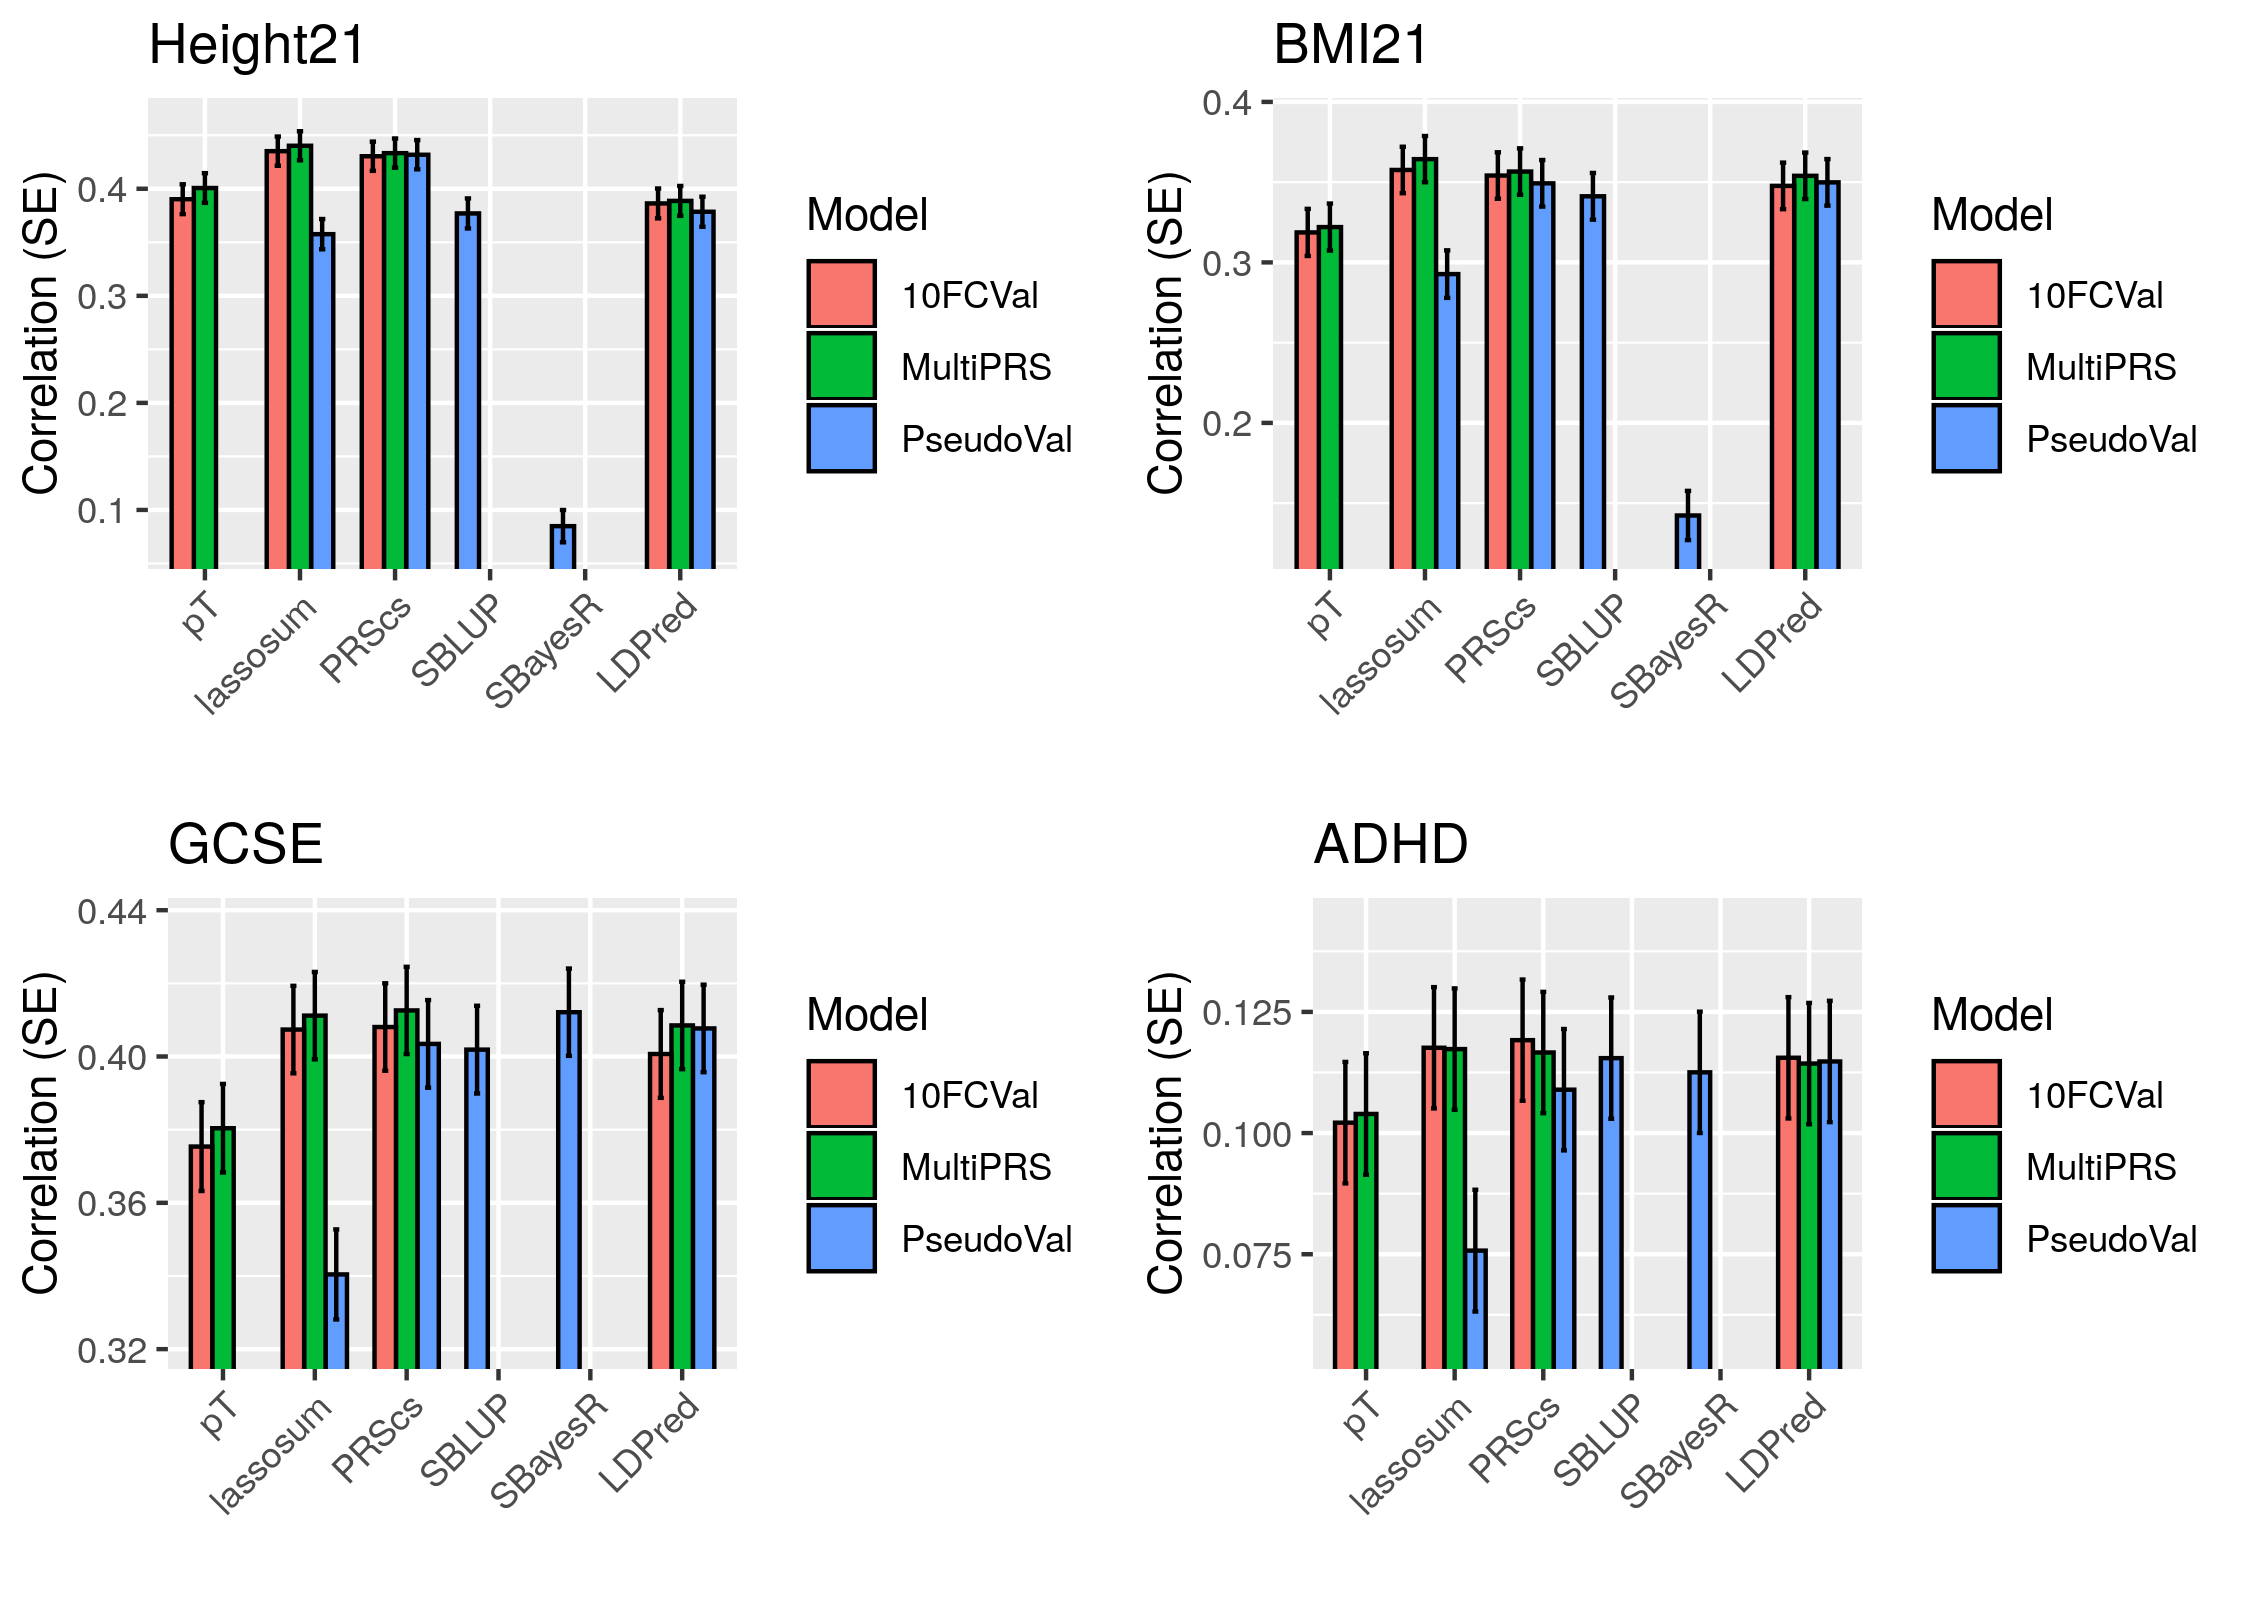 Height21
Correlation (SE)
0.4
0.3
0.2
0.1
pT
lassosum
PRScs
SBLUP
SBayesR
LDPred
Model
10FCVal
MultiPRS
PseudoVal
BMI21
Correlation (SE)
0.4
0.3
0.2
pT
lassosum
PRScs
SBLUP
SBayesR
LDPred
Model
10FCVal
MultiPRS
PseudoVal
GCSE
Correlation (SE)
0.44
0.40
0.36
0.32
pT
lassosum
PRScs
SBLUP
SBayesR
LDPred
Model
10FCVal
MultiPRS
PseudoVal
ADHD
Correlation (SE)
0.125
0.100
0.075
pT
lassosum
PRScs
SBLUP
SBayesR
LDPred
Model
10FCVal
MultiPRS
PseudoVal